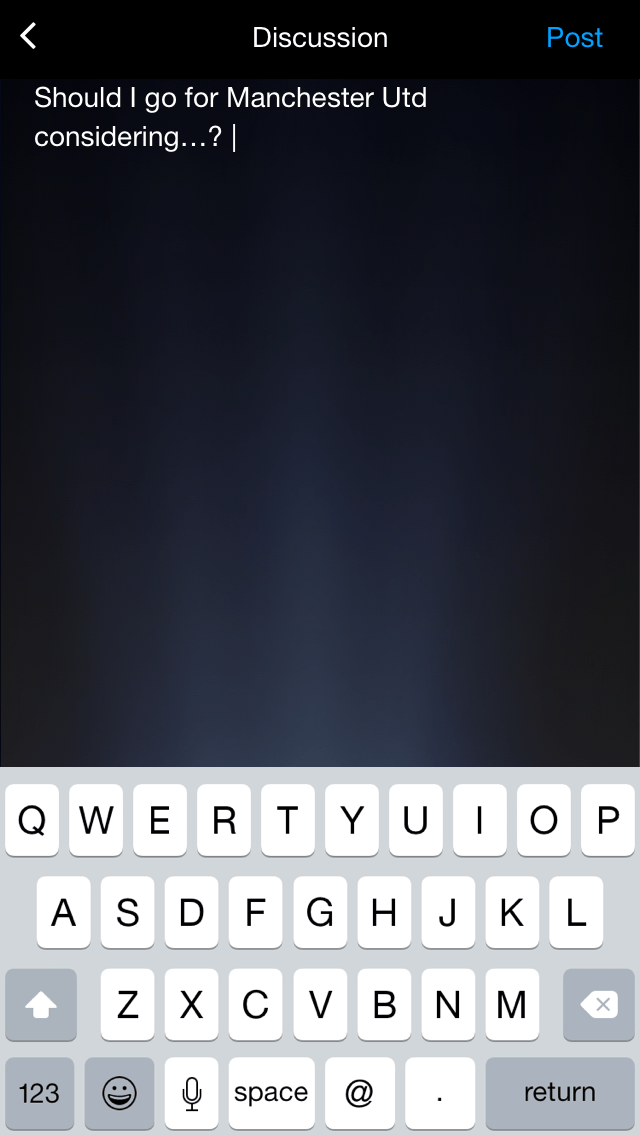 Discussion Post
Should I go for Manchester Utd
considering...? |
Q W E R T Y U I O P
A S D F G H J K L
Z X C V B N M
123 space @ . return